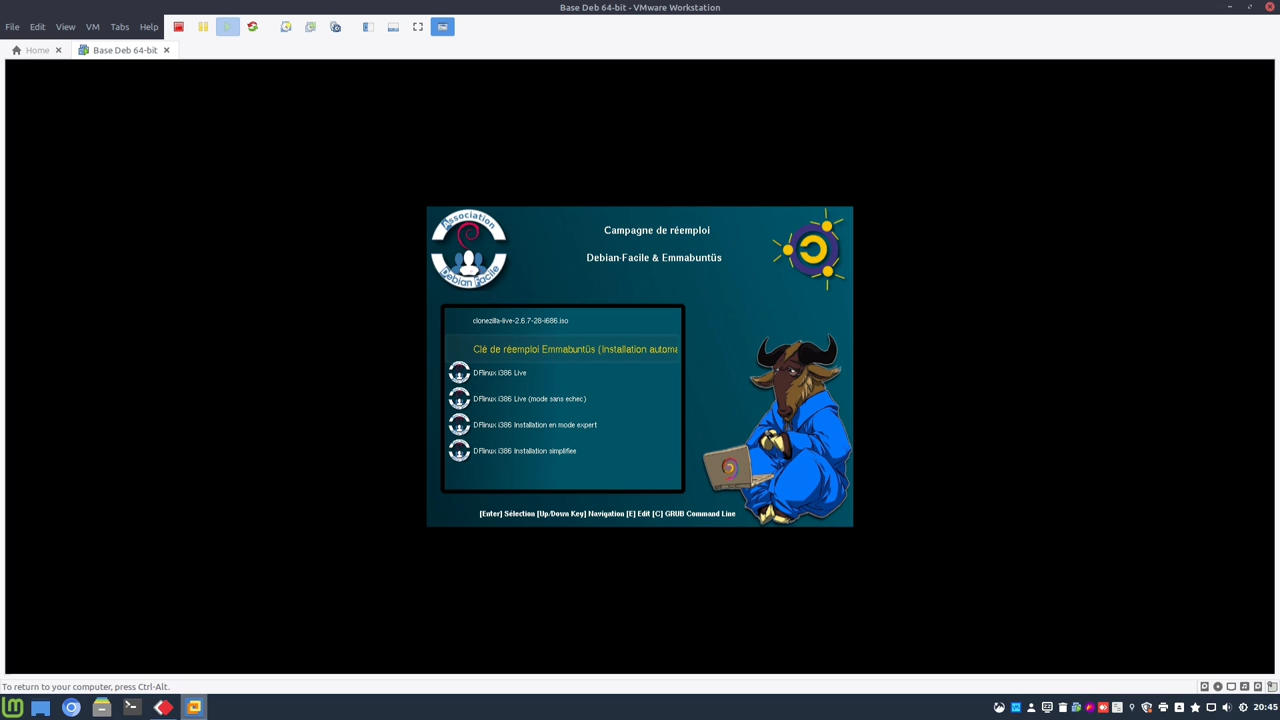 Base Deb 64-bit - VMware Workstation
File Edit View VM Tabs Help
Home
Base Deb 64-bit
Association
Debian Facile
Campagne de réemploi
Debian-Facile & Emmabuntüs
clonezilla-live-2.6.7-28-i686.iso
Clé de réemploi Emmabuntüs (Installation automa
DFlinux i386 Live
DFlinux i386 Live (mode sans echec)
DFlinux i386 Installation en mode expert
DFlinux i386 Installation simplifiee
[Enter] Sélection [Up/Down Key] Navigation [E] Edit [C] GRUB Command Line
To return to your computer, press Ctrl-Alt.
20:45